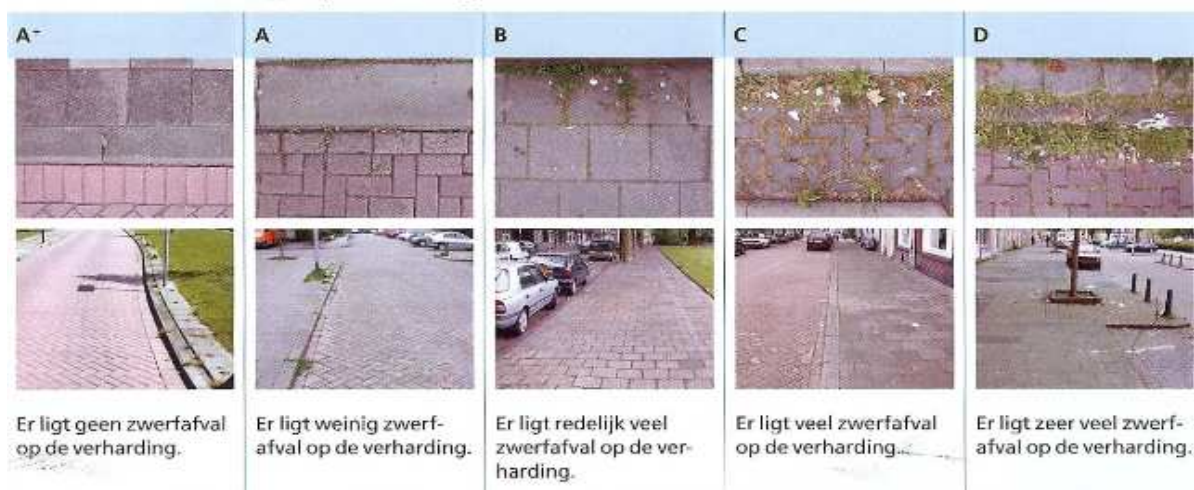 A+
Er ligt geen zwerfafval
op de verharding.
A
Er ligt weinig zwerf-
afval op de verharding.
B
Er ligt redelijk veel
zwerfafval op de ver-
harding.
C
Er ligt veel zwerfafval
op de verharding.
D
Er ligt zeer veel zwerf-
afval op de verharding.